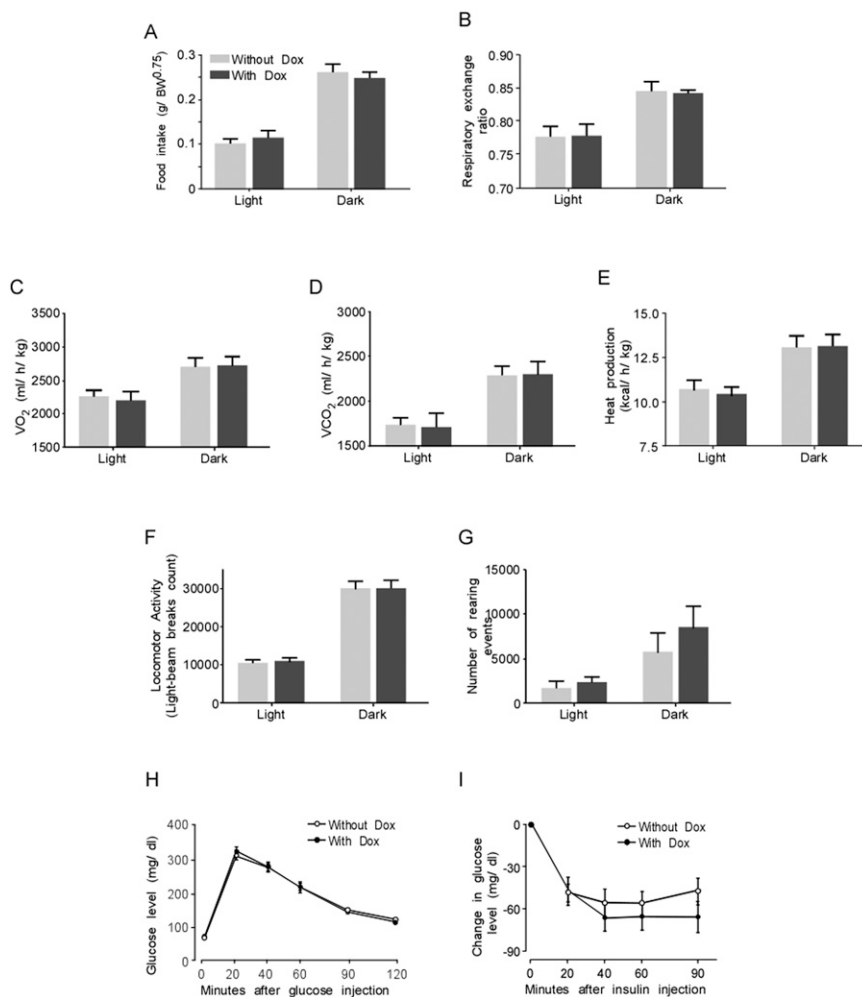 A
Food intake (g/ BW0.75)
0.3
0.2
0.1
0
Without Dox
With Dox
Light
Dark
B
Respiratory exchange
ratio
0.90
0.85
0.80
0.75
0.70
Light
Dark
C
VO2 (ml/ h/ kg)
3500
3000
2500
2000
1500
Light
Dark
D
VCO2 (ml/ h/ kg)
3000
2500
2000
1500
Light
Dark
E
Heat production
(kcal/ h/ kg)
15.0
12.5
10.0
7.5
Light
Dark
F
Locomotor Activity
(Light-beam breaks count)
30000
20000
10000
0
Light
Dark
G
Number of rearing
events
15000
10000
5000
0
Light
Dark
H
Glucose level (mg/ dl)
400
300
200
100
0
Without Dox
With Dox
0 20 40 60 90 120
Minutes after glucose injection
I
Change in glucose
level (mg/ dl)
0
-30
-60
-90
Without Dox
With Dox
0 20 40 60 90
Minutes after insulin injection